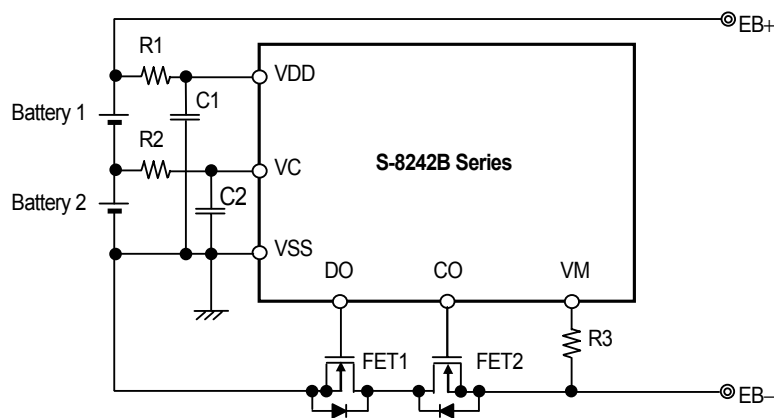 EB+
R1
VDD
C1
Battery 1
R2
S-8242B Series
VC
C2
Battery 2
VSS
DO
CO
VM
R3
FET1
FET2
EB−